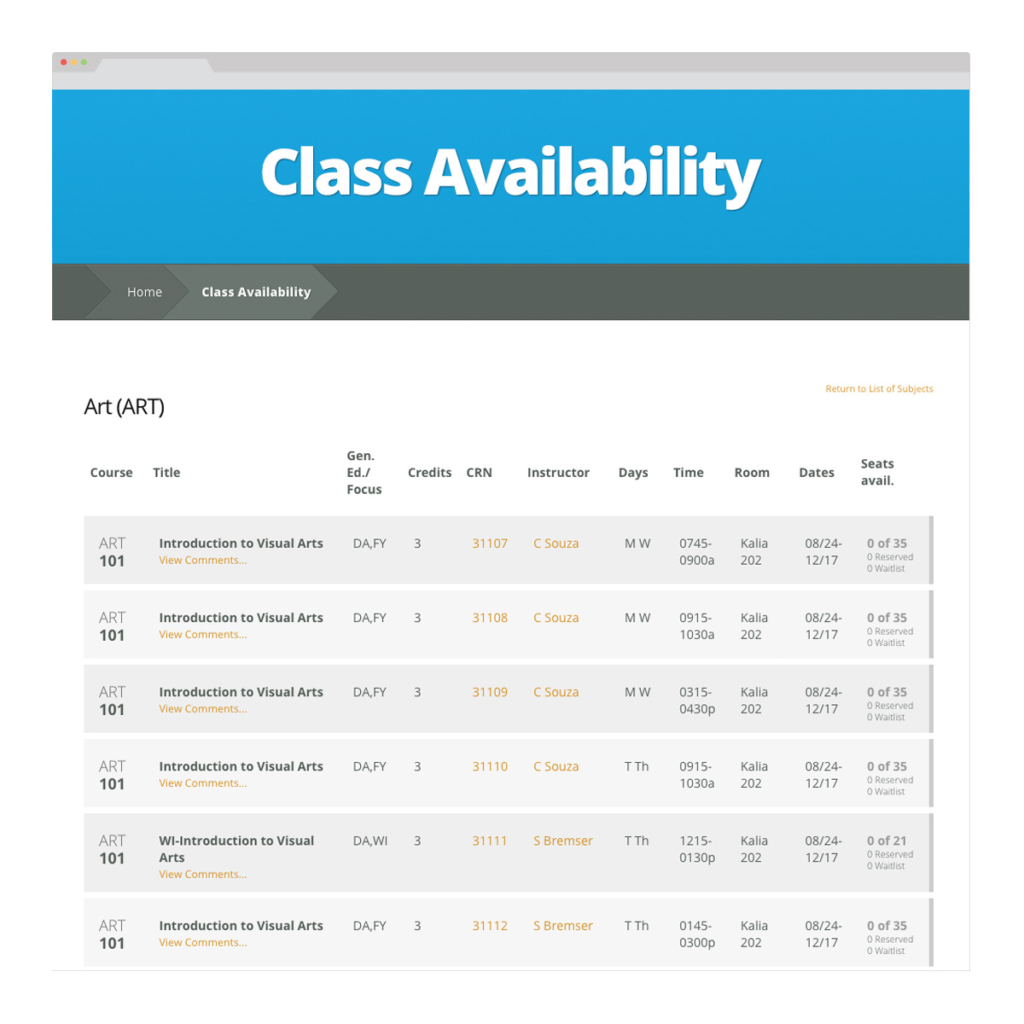 Class Availability
Home
Class Availability
Return to List of Subjects
Art (ART)
Course Title Gen. Ed./ Focus Credits CRN Instructor Days Time Room Dates Seats avail.
ART Introduction to Visual Arts DA,FY 3 31107 C Souza M W 0745- Kalia 08/24- 0 of 35
101 View Comments... 0900a 202 12/17 0 Reserved
0 Waitlist
ART Introduction to Visual Arts DA,FY 3 31108 C Souza M W 0915- Kalia 08/24- 0 of 35
101 View Comments... 1030a 202 12/17 0 Reserved
0 Waitlist
ART Introduction to Visual Arts DA,FY 3 31109 C Souza M W 0315- Kalia 08/24- 0 of 35
101 View Comments... 0430p 202 12/17 0 Reserved
0 Waitlist
ART Introduction to Visual Arts DA,FY 3 31110 C Souza T Th 0915- Kalia 08/24- 0 of 35
101 View Comments... 1030a 202 12/17 0 Reserved
0 Waitlist
ART WI-Introduction to Visual DA,WI 3 31111 S Bremser T Th 1215- Kalia 08/24- 0 of 21
101 Arts 0130p 202 12/17 0 Reserved
View Comments... 0 Waitlist
ART Introduction to Visual Arts DA,FY 3 31112 S Bremser T Th 0145- Kalia 08/24- 0 of 35
101 View Comments... 0300p 202 12/17 0 Reserved
0 Waitlist